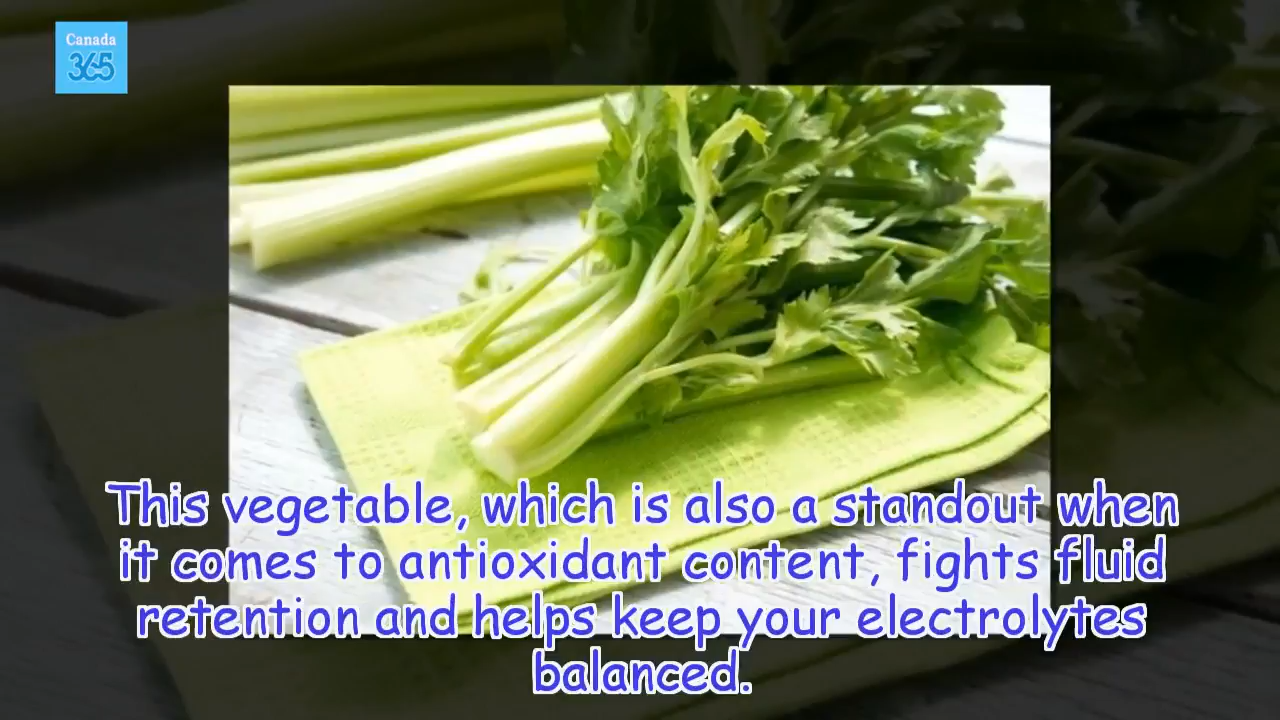 Canada
365
This vegetable, which is also a standout when
it comes to antioxidant content, fights fluid
retention and helps keep your electrolytes
balanced.